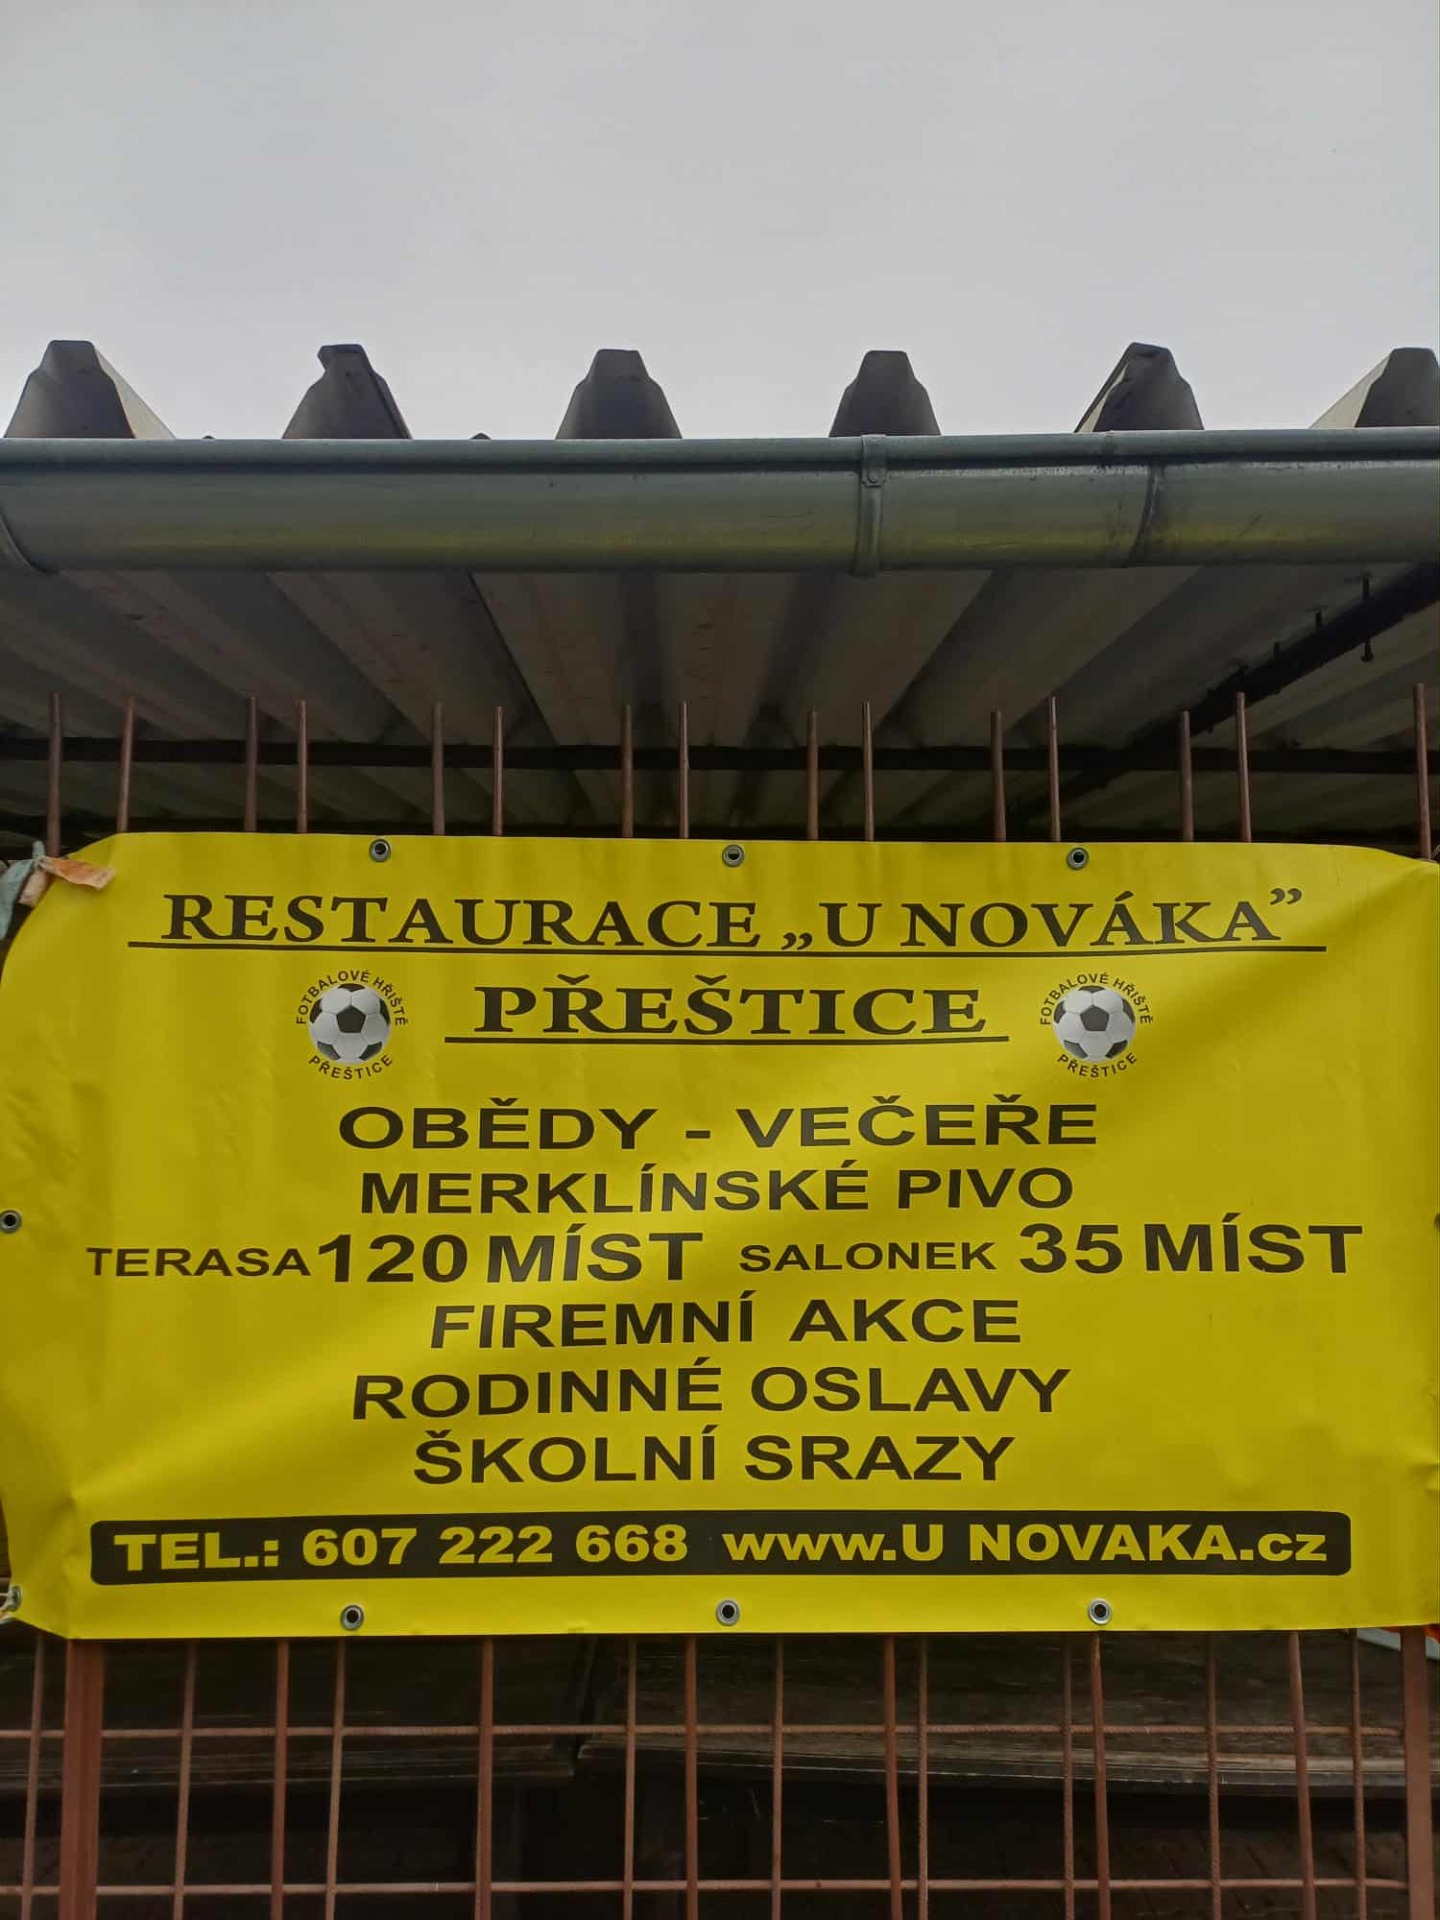 RESTAURACE „U NOVÁKA”
FOTBALOVÉ HŘIŠTĚ
PŘEŠTICE
PŘEŠTICE
FOTBALOVÉ HŘIŠTĚ
PŘEŠTICE
OBĚDY - VEČEŘE
MERKLÍNSKÉ PIVO
TERASA 120 MÍST SALONEK 35 MÍST
FIREMNÍ AKCE
RODINNÉ OSLAVY
ŠKOLNÍ SRAZY
TEL.: 607 222 668 www.U NOVAKA.cz